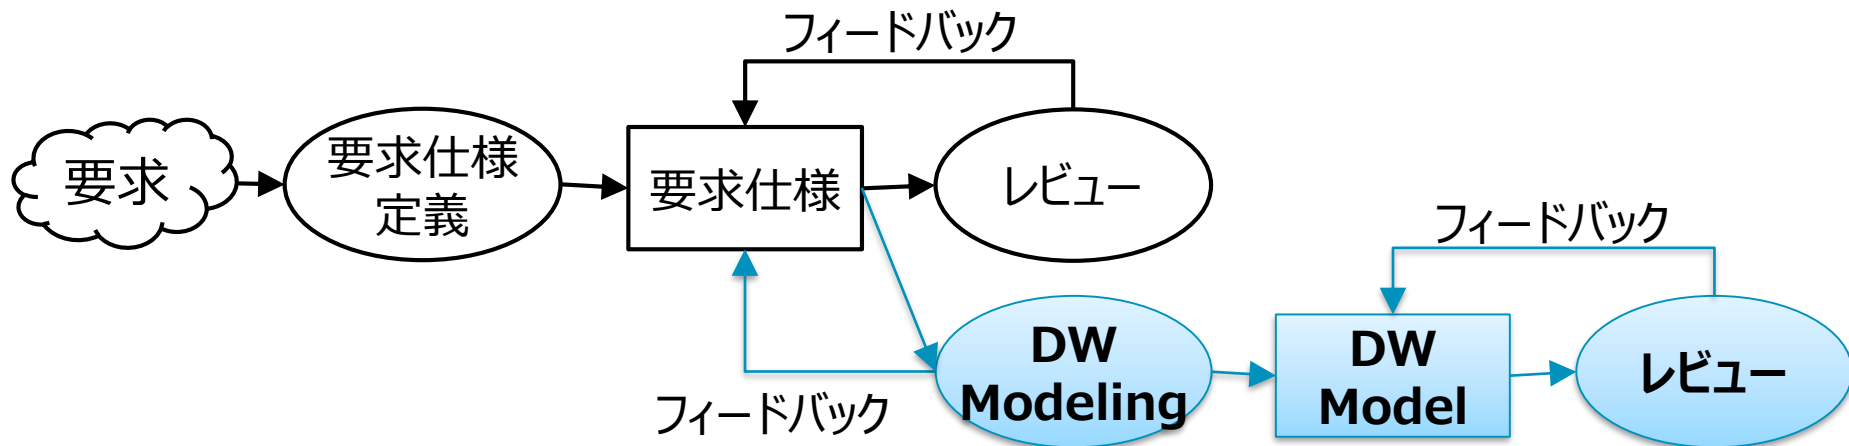 フィードバック
要求
要求仕様
定義
要求仕様
レビュー
フィードバック
DW
Modeling
DW
Model
レビュー
フィードバック